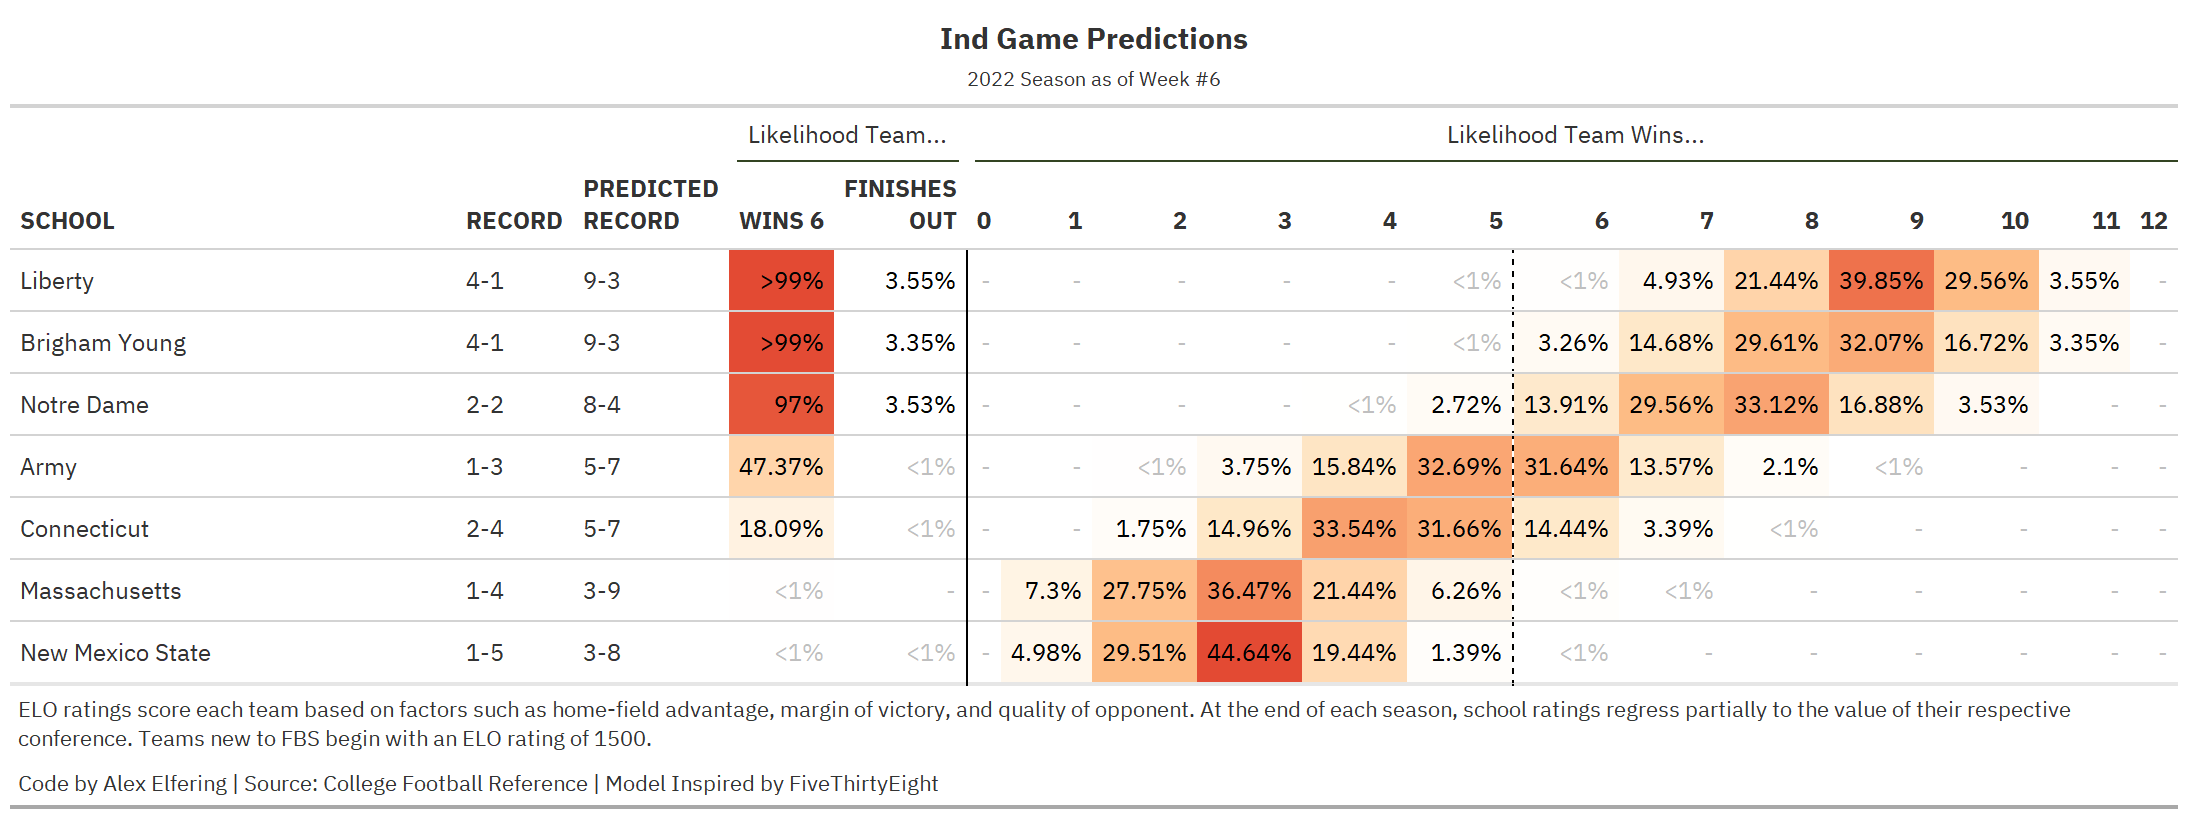 Ind Game Predictions
2022 Season as of Week #6
Likelihood Team... Likelihood Team Wins...
PREDICTED FINISHES
SCHOOL RECORD RECORD WINS 6 OUT 0 1 2 3 4 5 6 7 8 9 10 11 12
Liberty 4-1 9-3 >99% 3.55% - - - - - <1% <1% 4.93% 21.44% 39.85% 29.56% 3.55% -
Brigham Young 4-1 9-3 >99% 3.35% - - - - - <1% 3.26% 14.68% 29.61% 32.07% 16.72% 3.35% -
Notre Dame 2-2 8-4 97% 3.53% - - - - <1% 2.72% 13.91% 29.56% 33.12% 16.88% 3.53% - -
Army 1-3 5-7 47.37% <1% - - <1% 3.75% 15.84% 32.69% 31.64% 13.57% 2.1% <1% - - -
Connecticut 2-4 5-7 18.09% <1% - - 1.75% 14.96% 33.54% 31.66% 14.44% 3.39% <1% - - - -
Massachusetts 1-4 3-9 <1% - - 7.3% 27.75% 36.47% 21.44% 6.26% <1% <1% - - - - -
New Mexico State 1-5 3-8 <1% <1% - 4.98% 29.51% 44.64% 19.44% 1.39% <1% - - - - - -
ELO ratings score each team based on factors such as home-field advantage, margin of victory, and quality of opponent. At the end of each season, school ratings regress partially to the value of their respective
conference. Teams new to FBS begin with an ELO rating of 1500.
Code by Alex Elfering | Source: College Football Reference | Model Inspired by FiveThirtyEight